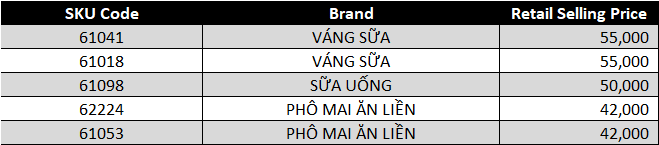 SKU Code Brand Retail Selling Price
61041 VÁNG SỮA 55,000
61018 VÁNG SỮA 55,000
61098 SỮA UỐNG 50,000
62224 PHÔ MAI ĂN LIỀN 42,000
61053 PHÔ MAI ĂN LIỀN 42,000